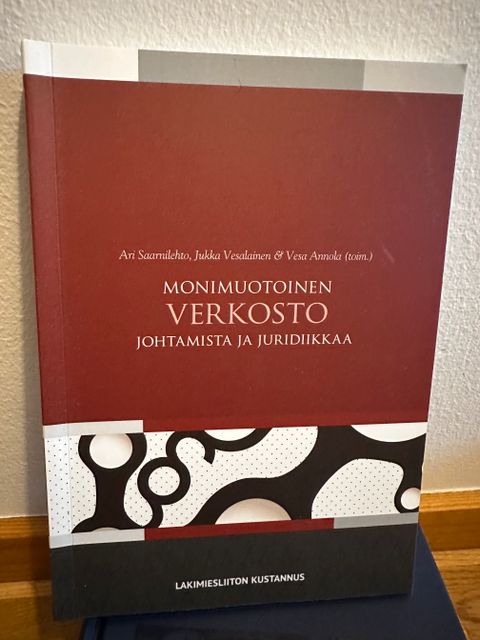 Ari Saarnilehto, Jukka Vesalainen & Vesa Annola (toim.)
MONIMUOTOINEN
VERKOSTO
JOHTAMISTA JA JURIDIIKKAA
LAKIMIESLIITON KUSTANNUS